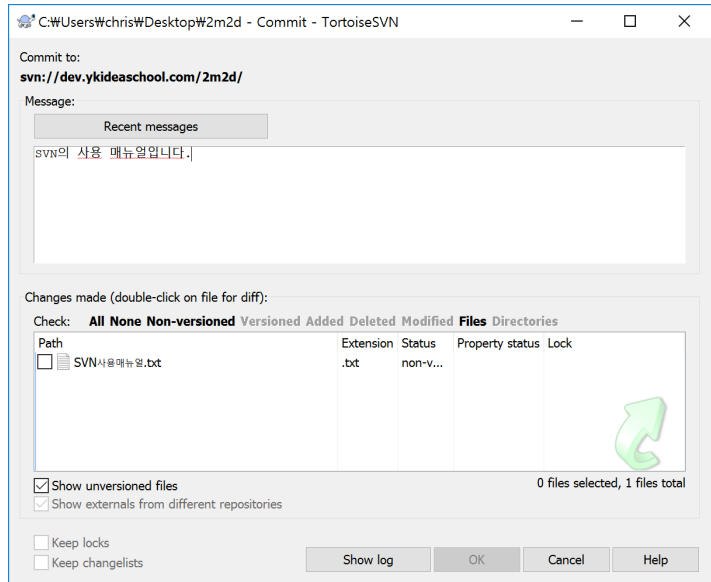 C:₩Users₩chris₩Desktop₩2m2d - Commit - TortoiseSVN
Commit to:
svn://dev.ykideaschool.com/2m2d/
Message:
Recent messages
SVN의 사용 매뉴얼입니다.
Changes made (double-click on file for diff):
Check: All None Non-versioned Versioned Added Deleted Modified Files Directories
Path Extension Status Property status Lock
SVN사용매뉴얼.txt .txt non-v...
Show unversioned files
0 files selected, 1 files total
Show externals from different repositories
Keep locks
Keep changelists
Show log OK Cancel Help